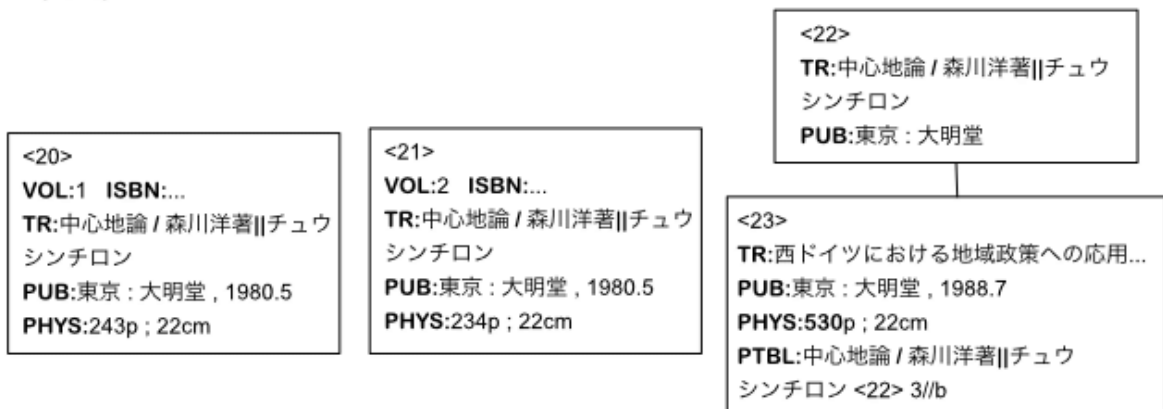 <20>
VOL:1 ISBN:...
TR:中心地論 / 森川洋著||チュウ
シンチロン
PUB:東京 : 大明堂 , 1980.5
PHYS:243p ; 22cm
<21>
VOL:2 ISBN:...
TR:中心地論 / 森川洋著||チュウ
シンチロン
PUB:東京 : 大明堂 , 1980.5
PHYS:234p ; 22cm
<22>
TR:中心地論 / 森川洋著||チュウ
シンチロン
PUB:東京 : 大明堂
<23>
TR:西ドイツにおける地域政策への応用...
PUB:東京 : 大明堂 , 1988.7
PHYS:530p ; 22cm
PTBL:中心地論 / 森川洋著||チュウ
シンチロン <22> 3//b